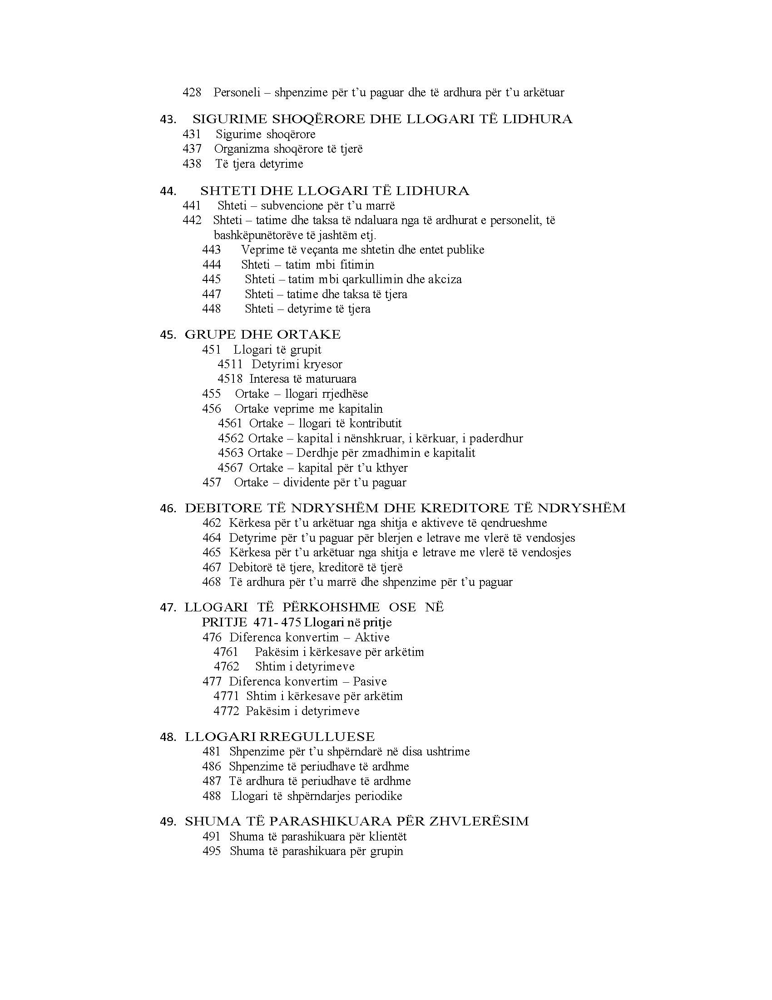 428 Personeli – shpenzime për t’u paguar dhe të ardhura për t’u arkëtuar
43. SIGURIME SHOQËRORE DHE LLOGARI TË LIDHURA
431 Sigurime shoqërore
437 Organizma shoqërore të tjerë
438 Të tjera detyrime
44. SHTETI DHE LLOGARI TË LIDHURA
441 Shteti – subvencione për t’u marrë
442 Shteti – tatime dhe taksa të ndaluara nga të ardhurat e personelit, të
bashkëpunëtorëve të jashtëm etj.
443 Veprime të veçanta me shtetin dhe entet publike
444 Shteti – tatim mbi fitimin
445 Shteti – tatim mbi qarkullimin dhe akciza
447 Shteti – tatime dhe taksa të tjera
448 Shteti – detyrime të tjera
45. GRUPE DHE ORTAKE
451 Llogari të grupit
4511 Detyrimi kryesor
4518 Interesa të maturuara
455 Ortake – llogari rrjedhëse
456 Ortake veprime me kapitalin
4561 Ortake – llogari të kontributit
4562 Ortake – kapital i nënshkruar, i kërkuar, i paderdhur
4563 Ortake – Derdhje për zmadhimin e kapitalit
4567 Ortake – kapital për t’u kthyer
457 Ortake – dividente për t’u paguar
46. DEBITORE TË NDRYSHËM DHE KREDITORE TË NDRYSHËM
462 Kërkesa për t’u arkëtuar nga shitja e aktiveve të qendrueshme
464 Detyrime për t’u paguar për blerjen e letrave me vlerë të vendosjes
465 Kërkesa për t’u arkëtuar nga shitja e letrave me vlerë të vendosjes
467 Debitorë të tjere, kreditorë të tjerë
468 Të ardhura për t’u marrë dhe shpenzime për t’u paguar
47. LLOGARI TË PËRKOHSHME OSE NË
PRITJE 471- 475 Llogari në pritje
476 Diferenca konvertim – Aktive
4761 Pakësim i kërkesave për arkëtim
4762 Shtim i detyrimeve
477 Diferenca konvertim – Pasive
4771 Shtim i kërkesave për arkëtim
4772 Pakësim i detyrimeve
48. LLOGARI RREGULLUESE
481 Shpenzime për t’u shpërndarë në disa ushtrime
486 Shpenzime të periudhave të ardhme
487 Të ardhura të periudhave të ardhme
488 Llogari të shpërndarjes periodike
49. SHUMA TË PARASHIKUARA PËR ZHVLERËSIM
491 Shuma të parashikuara për klientët
495 Shuma të parashikuara për grupin